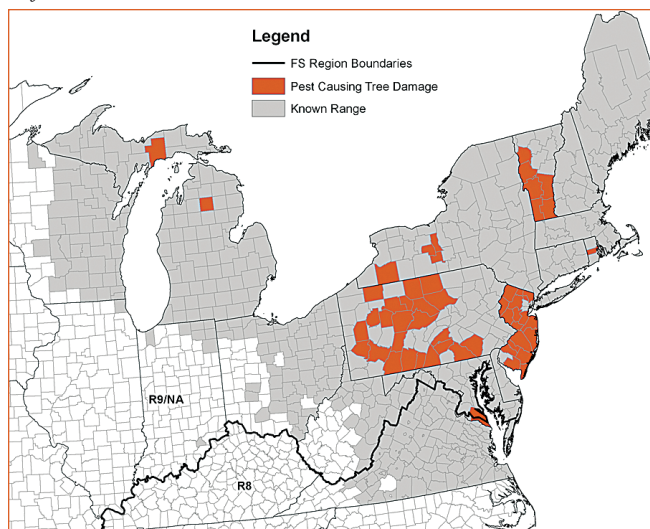 Legend
FS Region Boundaries
Pest Causing Tree Damage
Known Range
R9/NA
R8